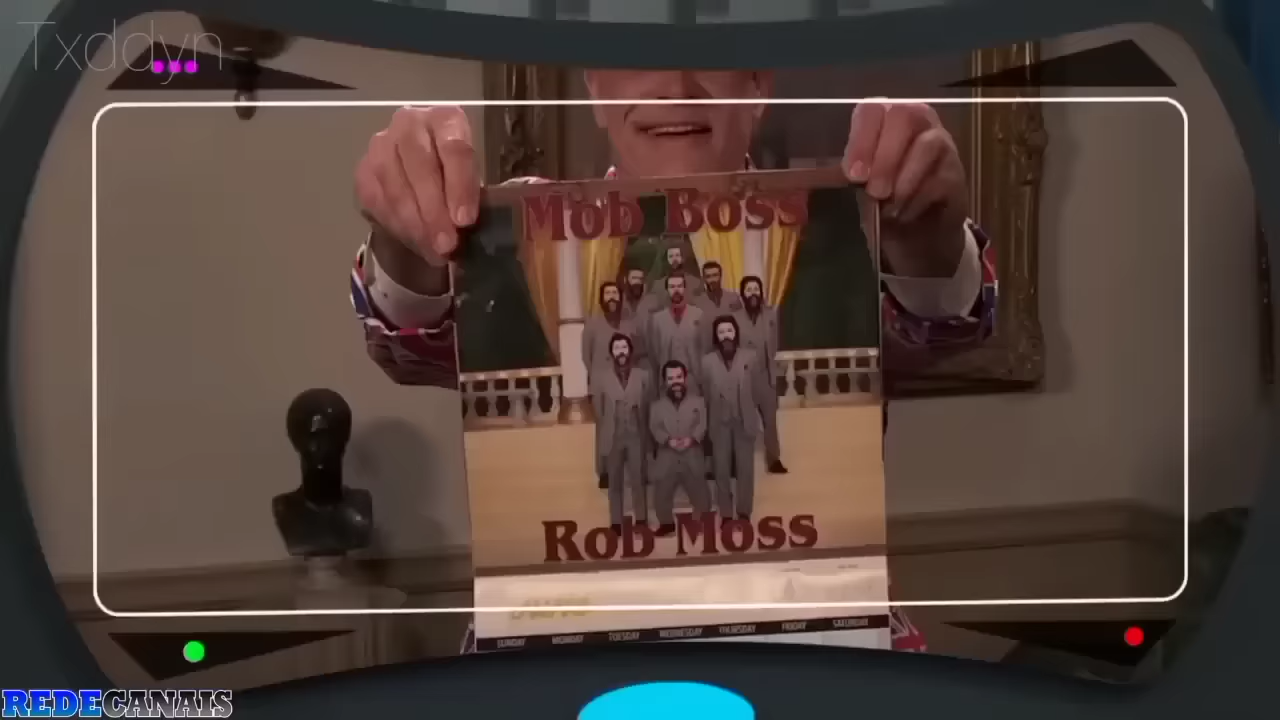 Txddyn
Mob Boss
Rob Moss
SUNDAY MONDAY TUESDAY WEDNESDAY THURSDAY FRIDAY SATURDAY
REDECANAIS